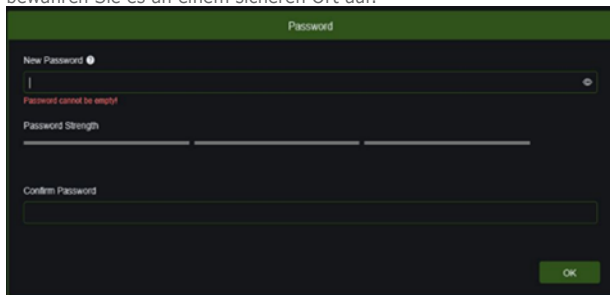 bewahren Sie es an einem sicheren Ort auf.
Password
New Password
Password cannot be empty!
Password Strength
Confirm Password
OK